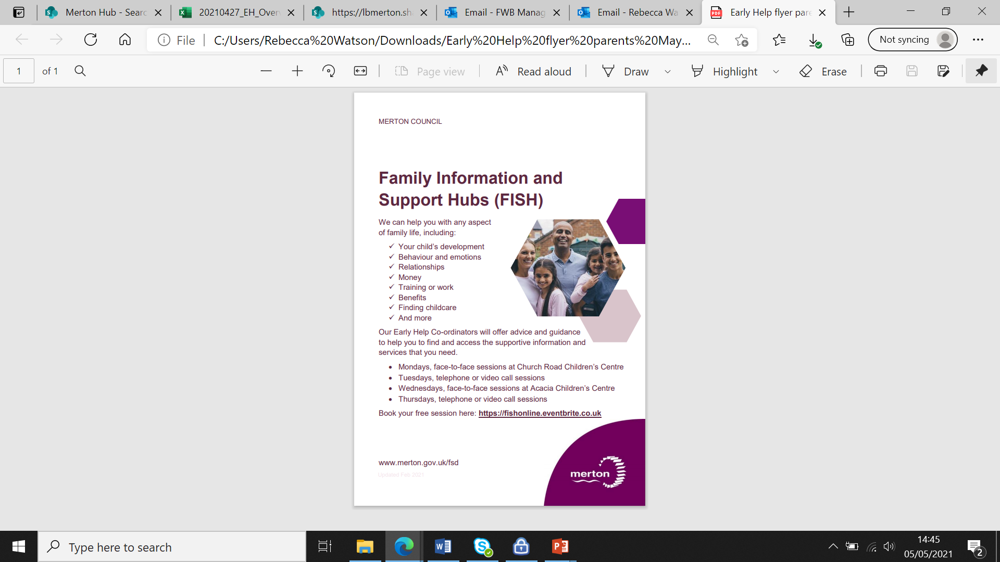 Merton Hub - Searc
20210427_EH_Over
https://lbmerton.sh
Email - FWB Manag
Email - Rebecca Wa
PDF
Early Help flyer pare
File
C:/Users/Rebecca%20Watson/Downloads/Early%20Help%20flyer%20parents%20May...
Not syncing
1 of 1
Page view
Read aloud
Draw
Highlight
Erase
MERTON COUNCIL
Family Information and
Support Hubs (FISH)
We can help you with any aspect
of family life, including:
✓ Your child's development
✓ Behaviour and emotions
✓ Relationships
✓ Money
✓ Training or work
✓ Benefits
✓ Finding childcare
✓ And more
Our Early Help Co-ordinators will offer advice and guidance
to help you to find and access the supportive information and
services that you need.
• Mondays, face-to-face sessions at Church Road Children's Centre
• Tuesdays, telephone or video call sessions
• Wednesdays, face-to-face sessions at Acacia Children's Centre
• Thursdays, telephone or video call sessions
Book your free session here: https://fishonline.eventbrite.co.uk
www.merton.gov.uk/fsd
Updated Feb 2021
merton
Type here to search
14:45
05/05/2021
2